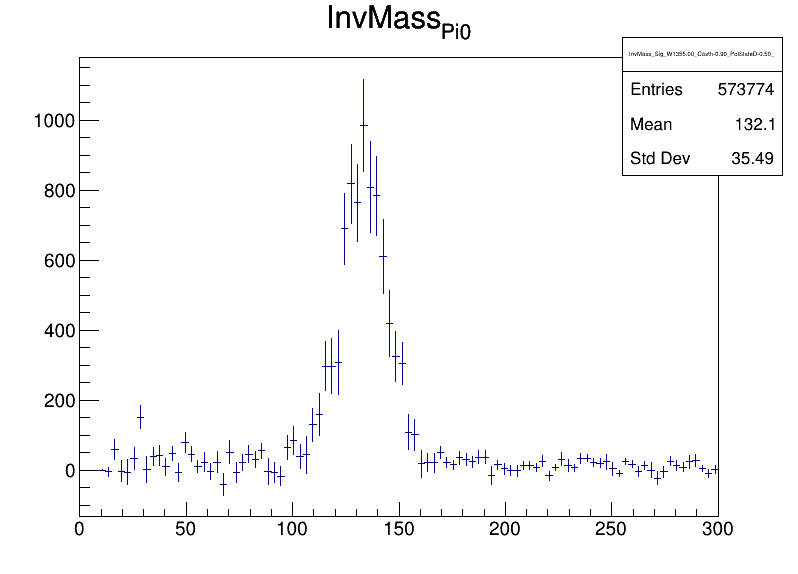 InvMass_Pi0
InvMass_Sig_W1355.00_Costh-0.90_PolStateD-0.50_
Entries 573774
Mean 132.1
Std Dev 35.49
1000
800
600
400
200
0
0 50 100 150 200 250 300